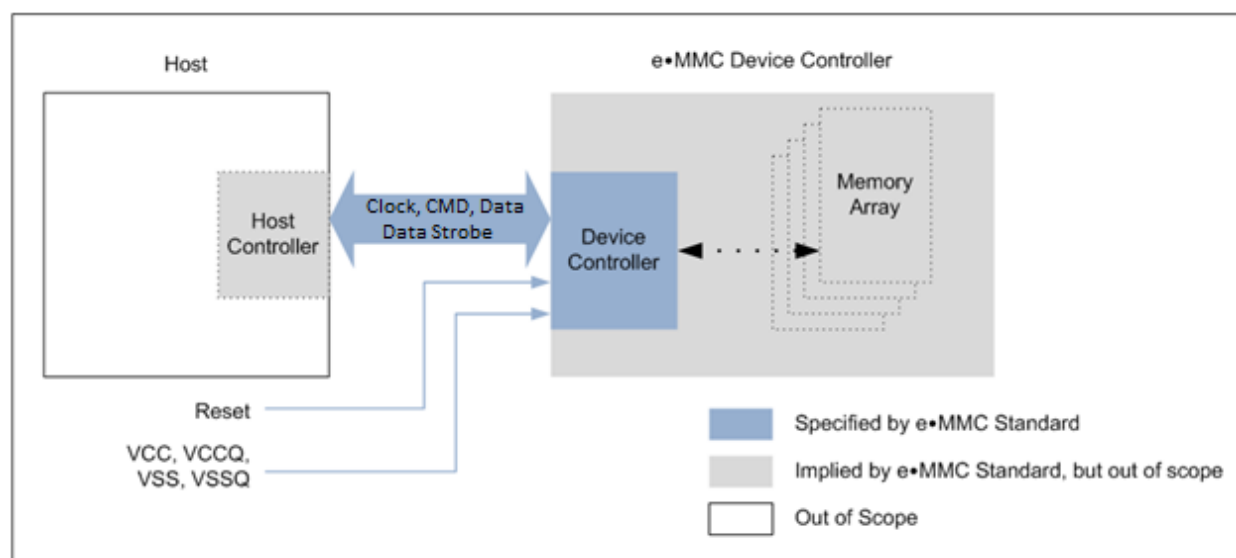 Host
e•MMC Device Controller
Host
Controller
Clock, CMD, Data
Data Strobe
Device
Controller
Memory
Array
Reset
VCC, VCCQ,
VSS, VSSQ
Specified by e•MMC Standard
Implied by e•MMC Standard, but out of scope
Out of Scope